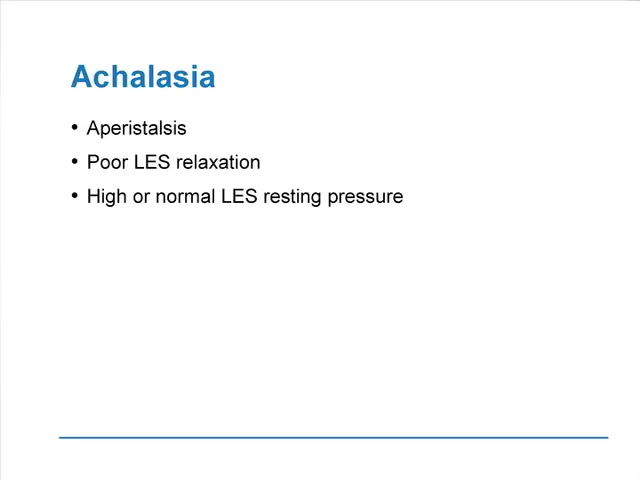 Achalasia
• Aperistalsis
• Poor LES relaxation
• High or normal LES resting pressure